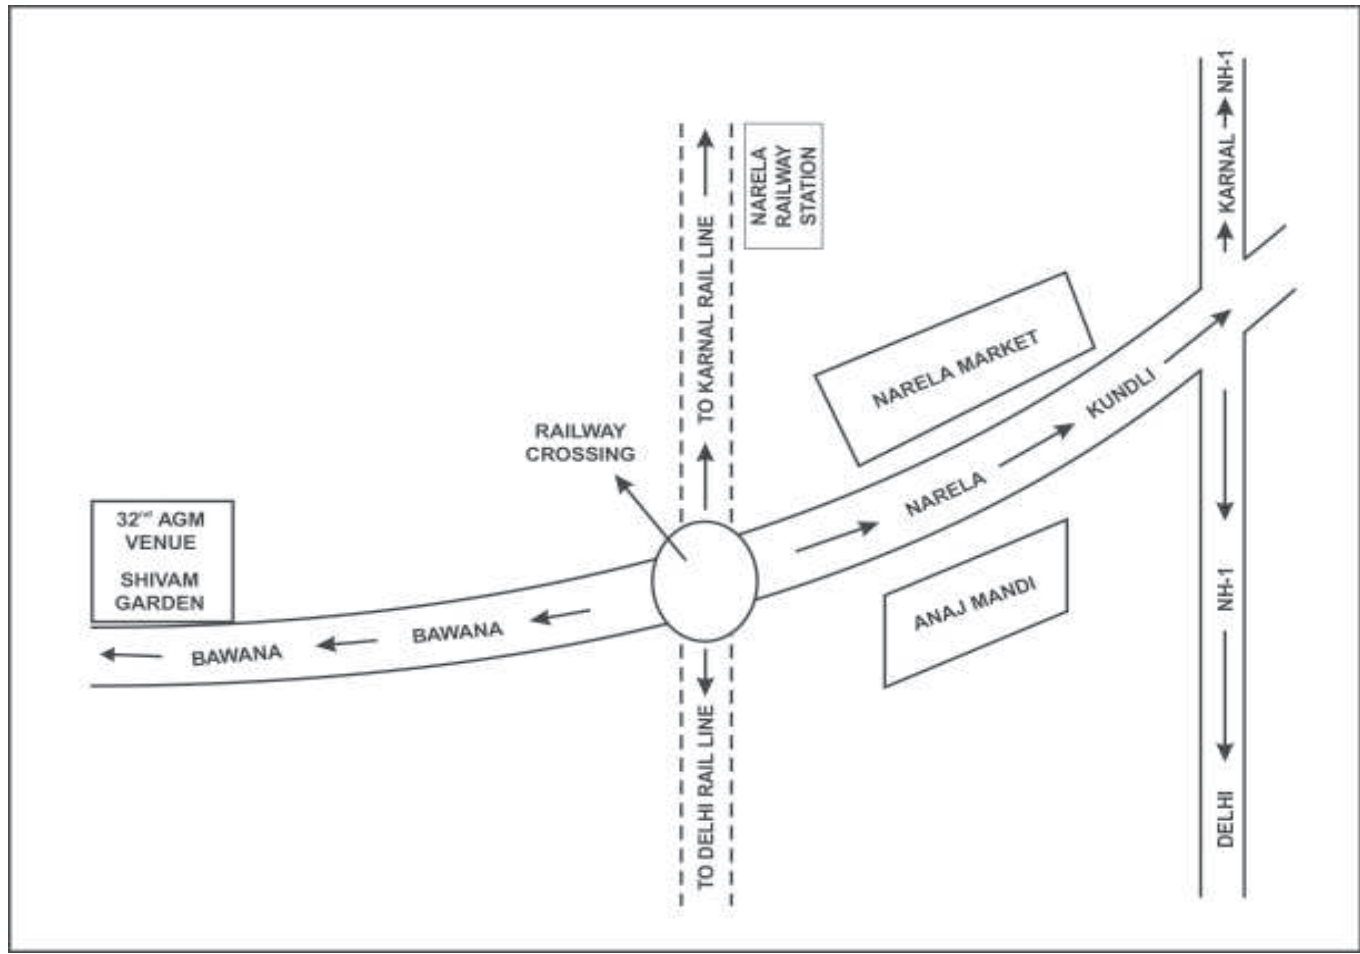 KARNAL → NH-1
NARELA
RAILWAY
STATION
TO KARNAL RAIL LINE
NARELA MARKET
KUNDLI
RAILWAY
CROSSING
NARELA
32nd AGM
VENUE
SHIVAM
GARDEN
ANAJ MANDI
NH-1
BAWANA
BAWANA
TO DELHI RAIL LINE
DELHI